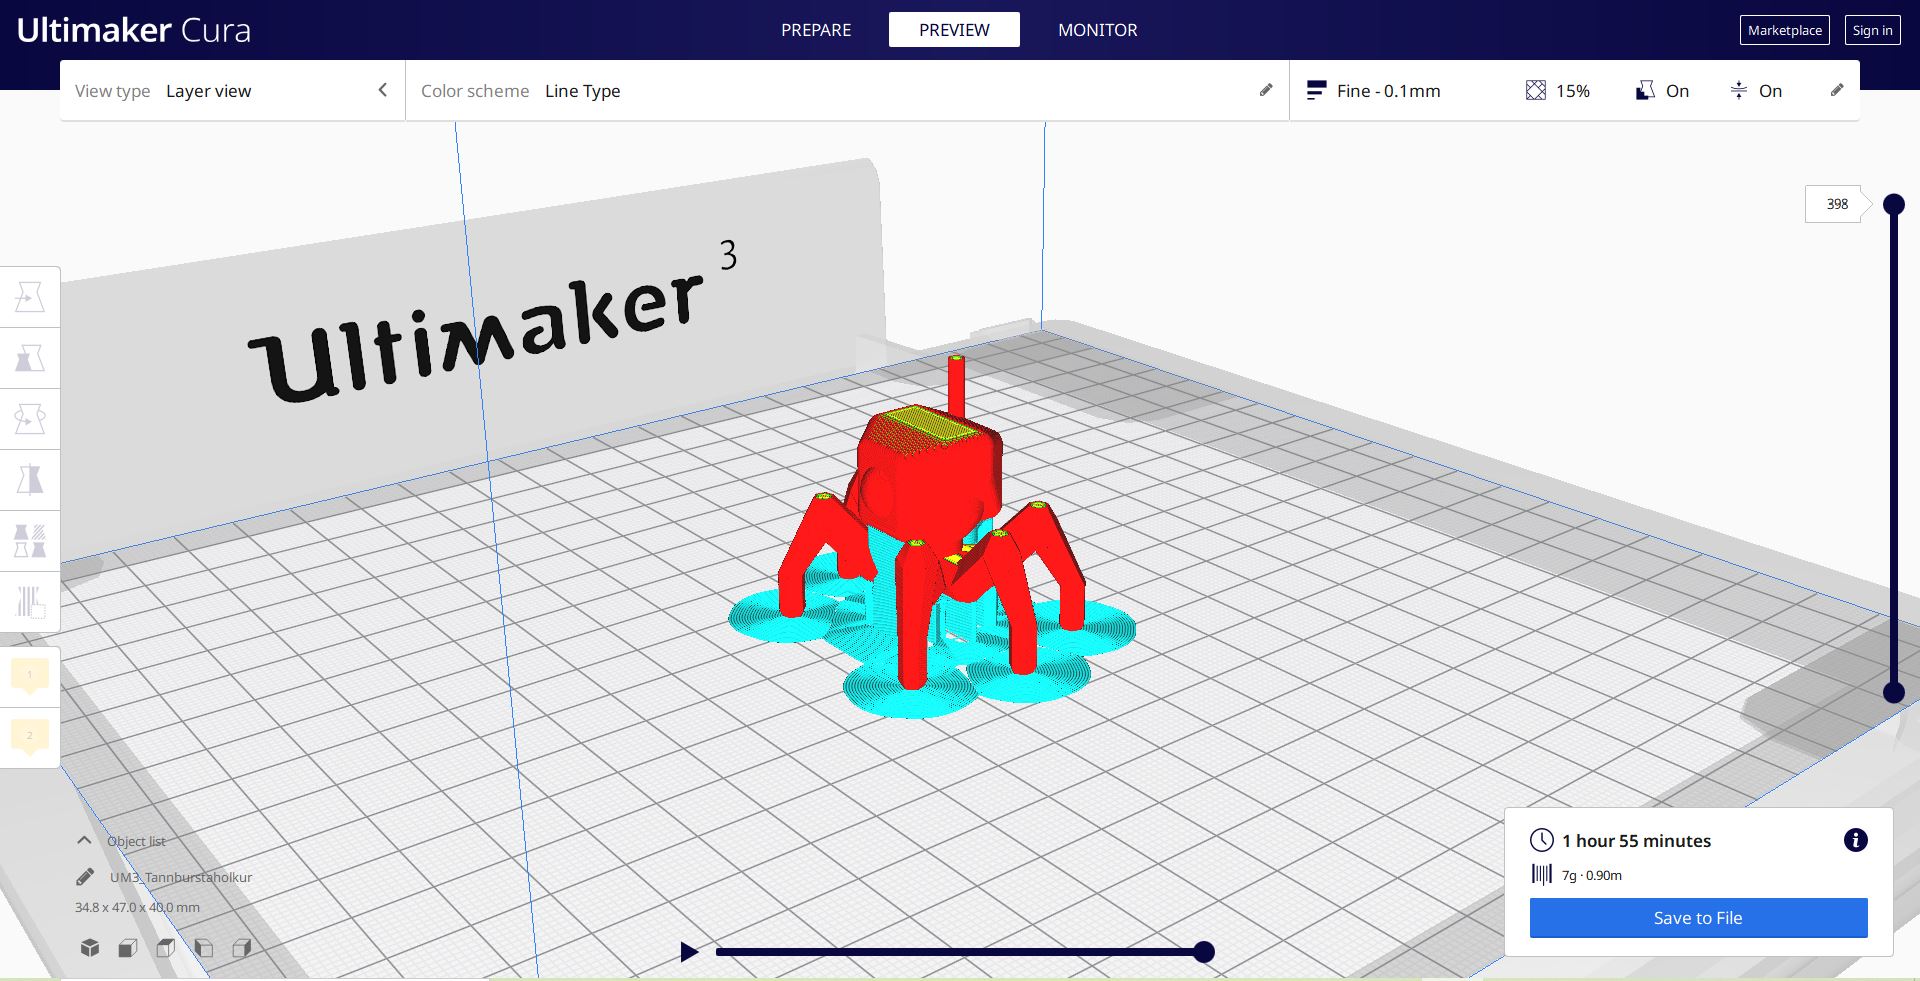 Ultimaker Cura
PREPARE
PREVIEW
MONITOR
Marketplace
Sign in
View type Layer view
Color scheme Line Type
Fine - 0.1mm
15%
On
On
398
Ultimaker 3
1
2
Object list
UM3_Tannburstaholkur
34.8 x 47.0 x 40.0 mm
1 hour 55 minutes
7g · 0.90m
Save to File